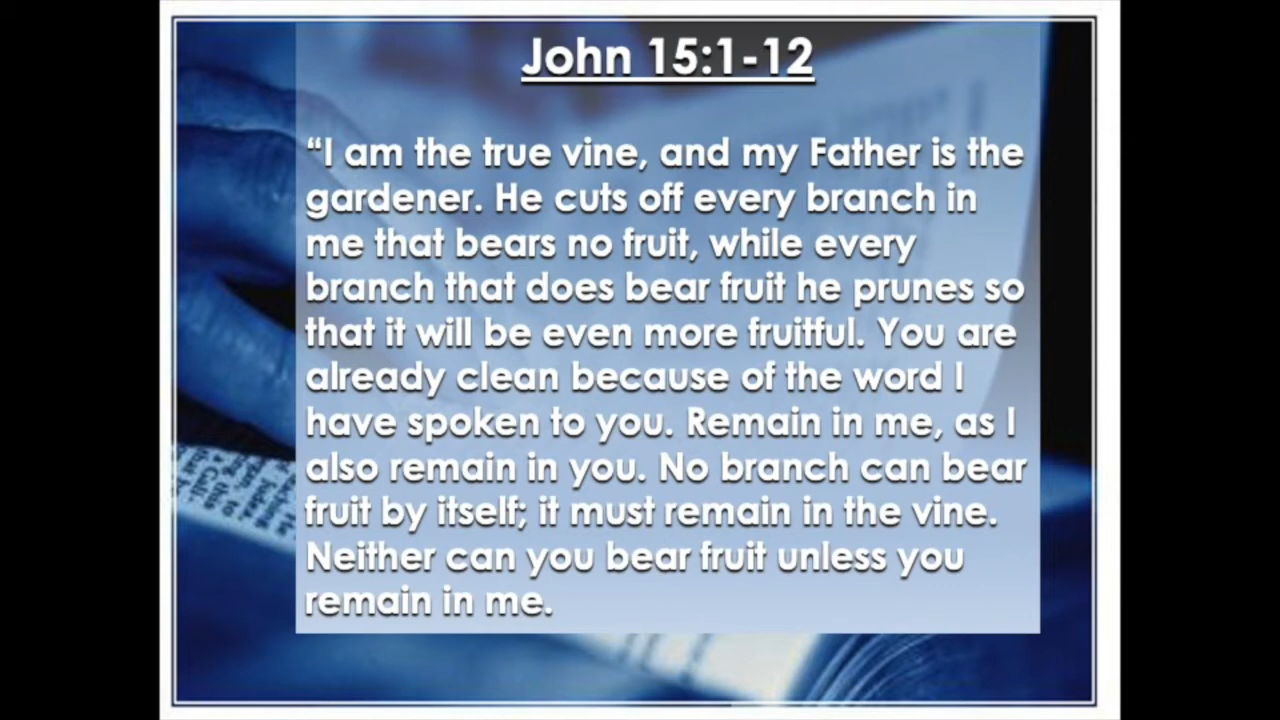 John 15:1-12
“I am the true vine, and my Father is the
gardener. He cuts off every branch in
me that bears no fruit, while every
branch that does bear fruit he prunes so
that it will be even more fruitful. You are
already clean because of the word I
have spoken to you. Remain in me, as I
also remain in you. No branch can bear
fruit by itself; it must remain in the vine.
Neither can you bear fruit unless you
remain in me.